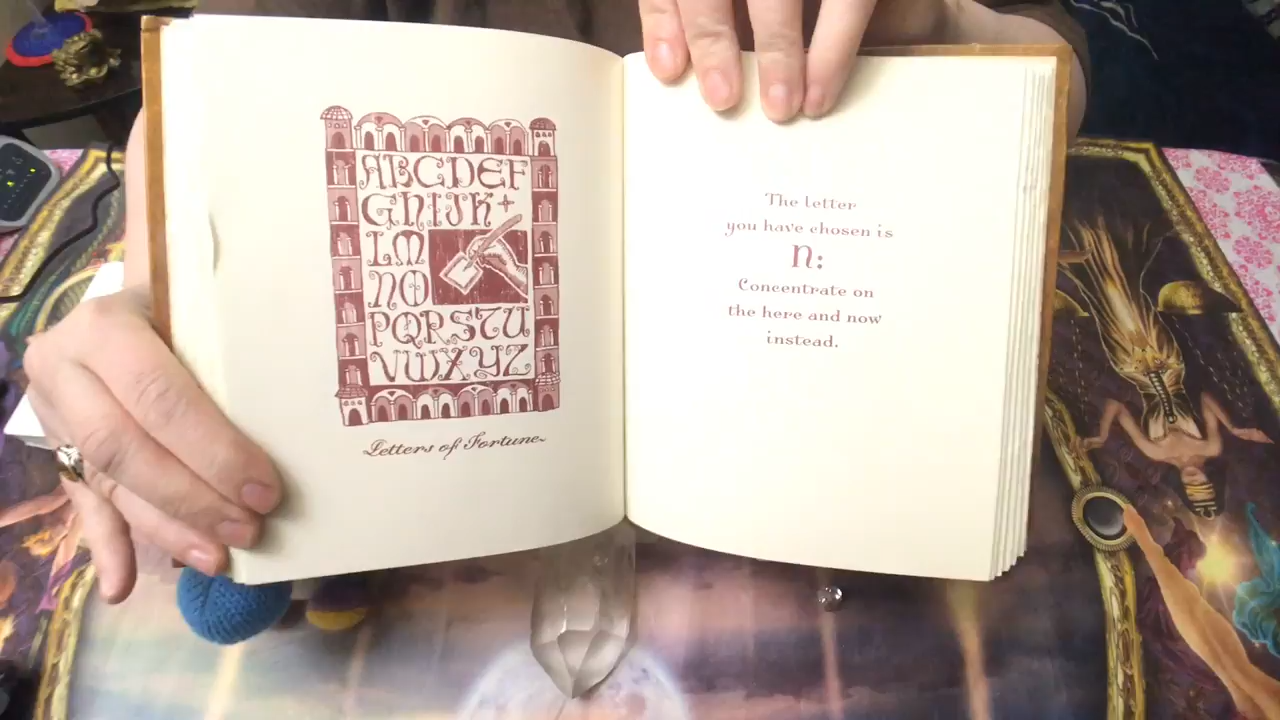 ABCDEF
GHIJK+
LM
NO
PQRSTU
VWXYZ
Letters of Fortune
The letter
you have chosen is
N:
Concentrate on
the here and now
instead.